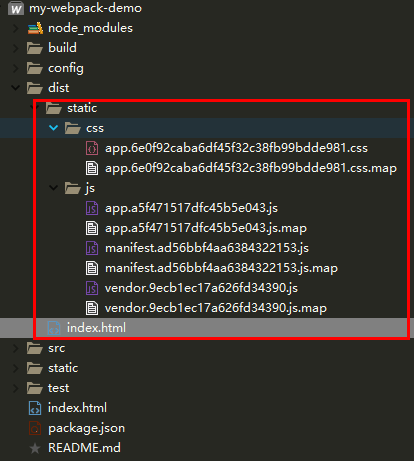 my-webpack-demo
node_modules
build
config
dist
static
css
app.6e0f92caba6df45f32c38fb99bdde981.css
app.6e0f92caba6df45f32c38fb99bdde981.css.map
js
app.a5f471517dfc45b5e043.js
app.a5f471517dfc45b5e043.js.map
manifest.ad56bbf4aa6384322153.js
manifest.ad56bbf4aa6384322153.js.map
vendor.9ecb1ec17a626fd34390.js
vendor.9ecb1ec17a626fd34390.js.map
index.html
src
static
test
index.html
package.json
README.md